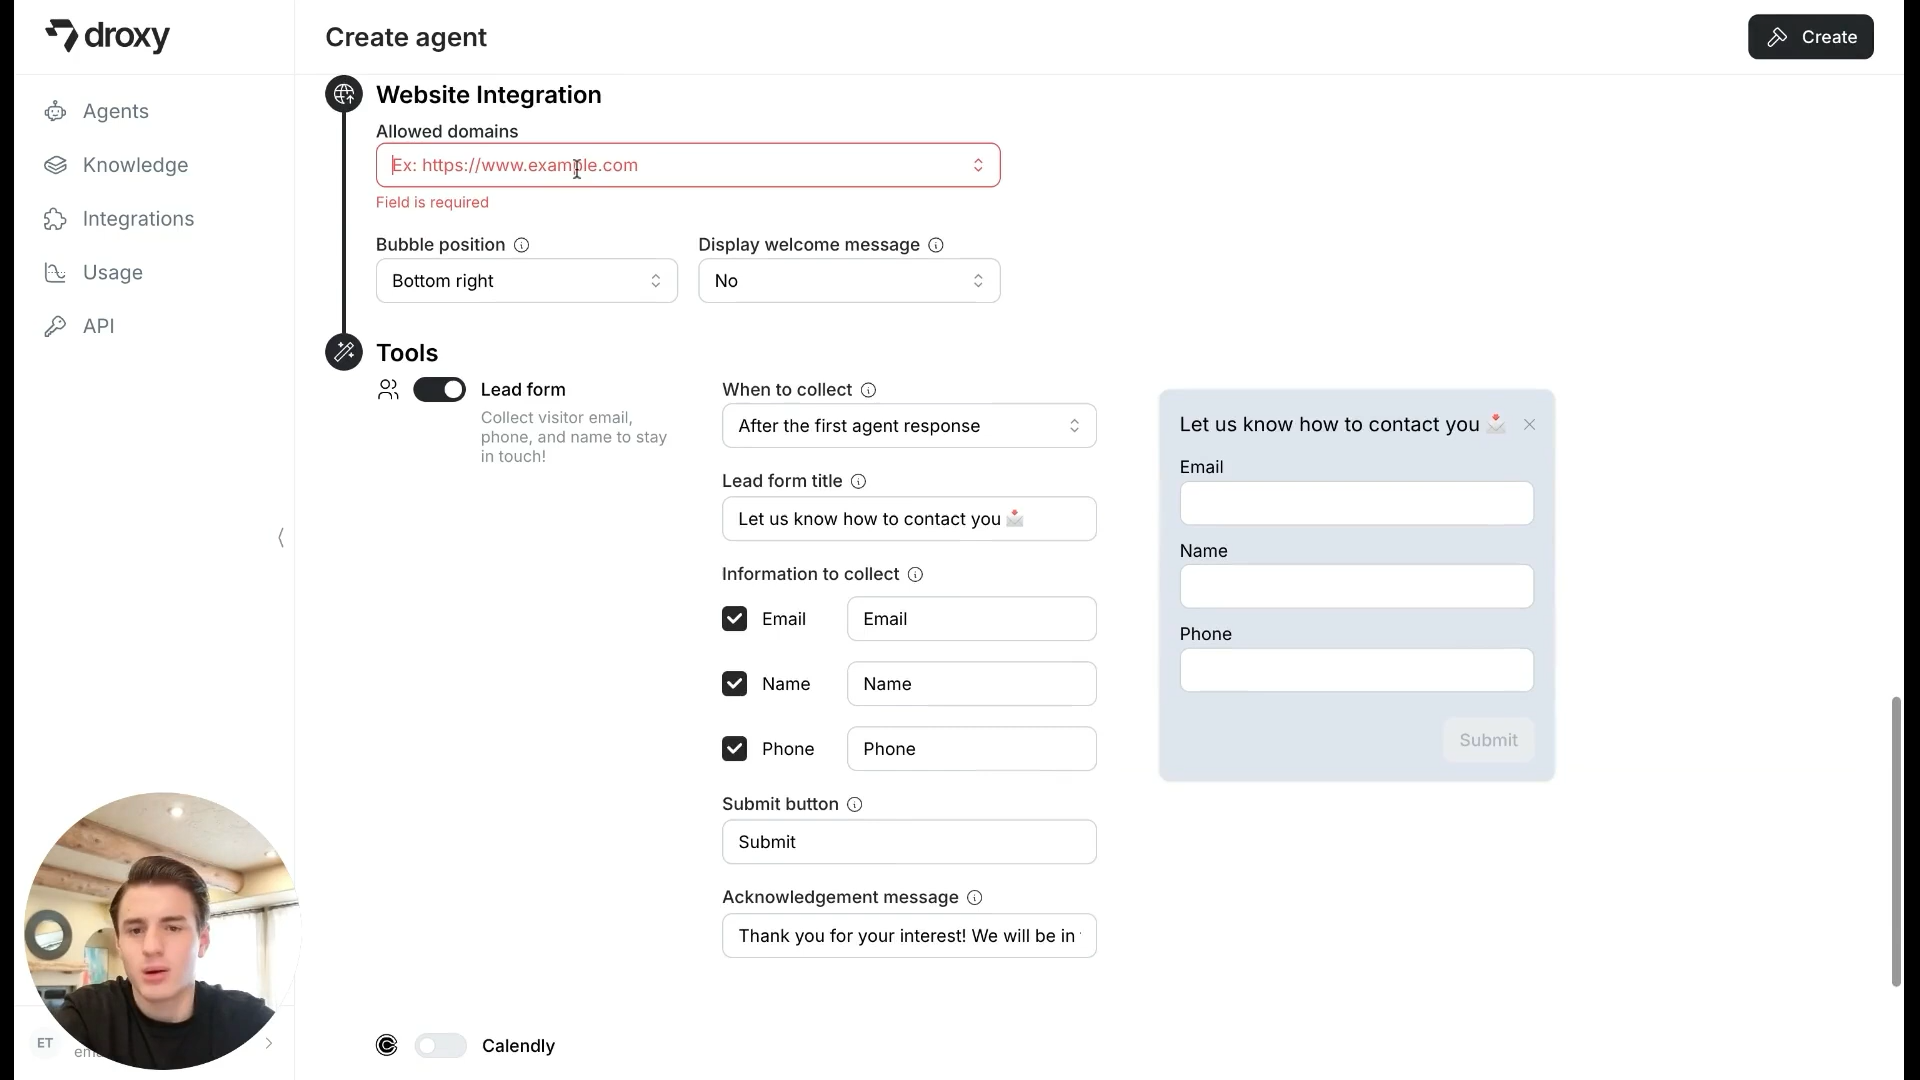 droxy
Create agent
Create
Agents
Knowledge
Integrations
Usage
API
Website Integration
Allowed domains
Ex: https://www.example.com
Field is required
Bubble position
Display welcome message
Bottom right
No
Tools
Lead form
Collect visitor email,
phone, and name to stay
in touch!
When to collect
After the first agent response
Lead form title
Let us know how to contact you 📩
Information to collect
Email
Email
Name
Name
Phone
Phone
Submit button
Submit
Acknowledgement message
Thank you for your interest! We will be in
Let us know how to contact you 📩
Email
Name
Phone
Submit
Calendly
ET